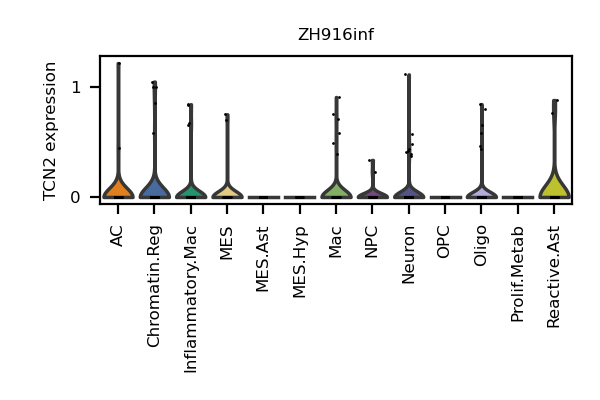 ZH916inf
TCN2 expression
1
0
AC
Chromatin.Reg
Inflammatory.Mac
MES
MES.Ast
MES.Hyp
Mac
NPC
Neuron
OPC
Oligo
Prolif.Metab
Reactive.Ast